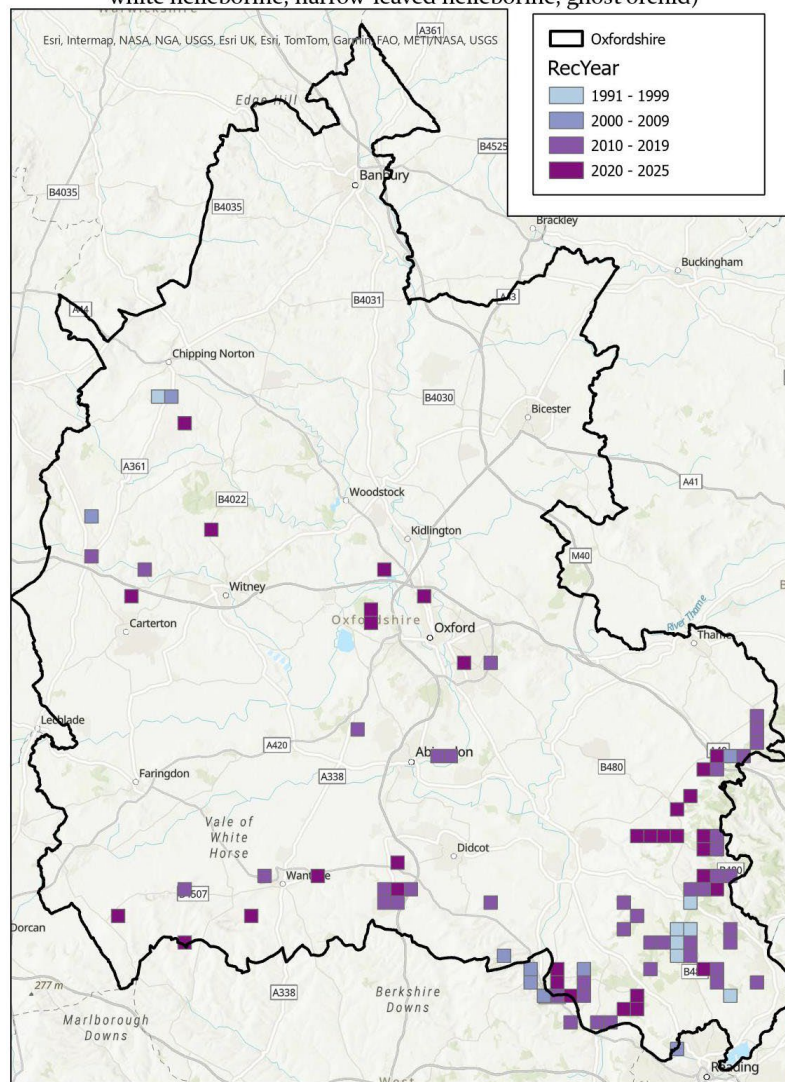 white helleborine, narrow-leaved helleborine, ghost orchid)
Warwickshire
Esri, Intermap, NASA, NGA, USGS, Esri UK, Esri, TomTom, Garmin, FAO, METI/NASA, USGS
A361
Oxfordshire
RecYear
1991 - 1999
2000 - 2009
2010 - 2019
2020 - 2025
Edge Hill
B4525
Banbury
B4035
B4035
Brackley
Buckingham
A44
B4031
A43
Chipping Norton
B4030
Bicester
A361
A41
B4022
Woodstock
Kidlington
M40
Witney
Oxfordshire
Carterton
Oxford
River Thame
Thame
Lechlade
A420
A40
Abingdon
B480
Faringdon
A338
Vale of
White
Horse
Didcot
Wantage
B4507
Dorcan
277 m
A338
Berkshire
Downs
Marlborough
Downs
West
Reading